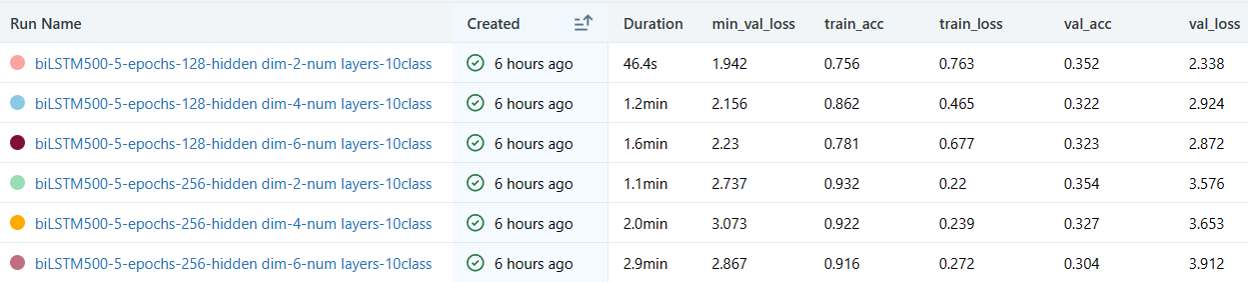 Run Name Created Duration min_val_loss train_acc train_loss val_acc val_loss
biLSTM500-5-epochs-128-hidden dim-2-num layers-10class 6 hours ago 46.4s 1.942 0.756 0.763 0.352 2.338
biLSTM500-5-epochs-128-hidden dim-4-num layers-10class 6 hours ago 1.2min 2.156 0.862 0.465 0.322 2.924
biLSTM500-5-epochs-128-hidden dim-6-num layers-10class 6 hours ago 1.6min 2.23 0.781 0.677 0.323 2.872
biLSTM500-5-epochs-256-hidden dim-2-num layers-10class 6 hours ago 1.1min 2.737 0.932 0.22 0.354 3.576
biLSTM500-5-epochs-256-hidden dim-4-num layers-10class 6 hours ago 2.0min 3.073 0.922 0.239 0.327 3.653
biLSTM500-5-epochs-256-hidden dim-6-num layers-10class 6 hours ago 2.9min 2.867 0.916 0.272 0.304 3.912